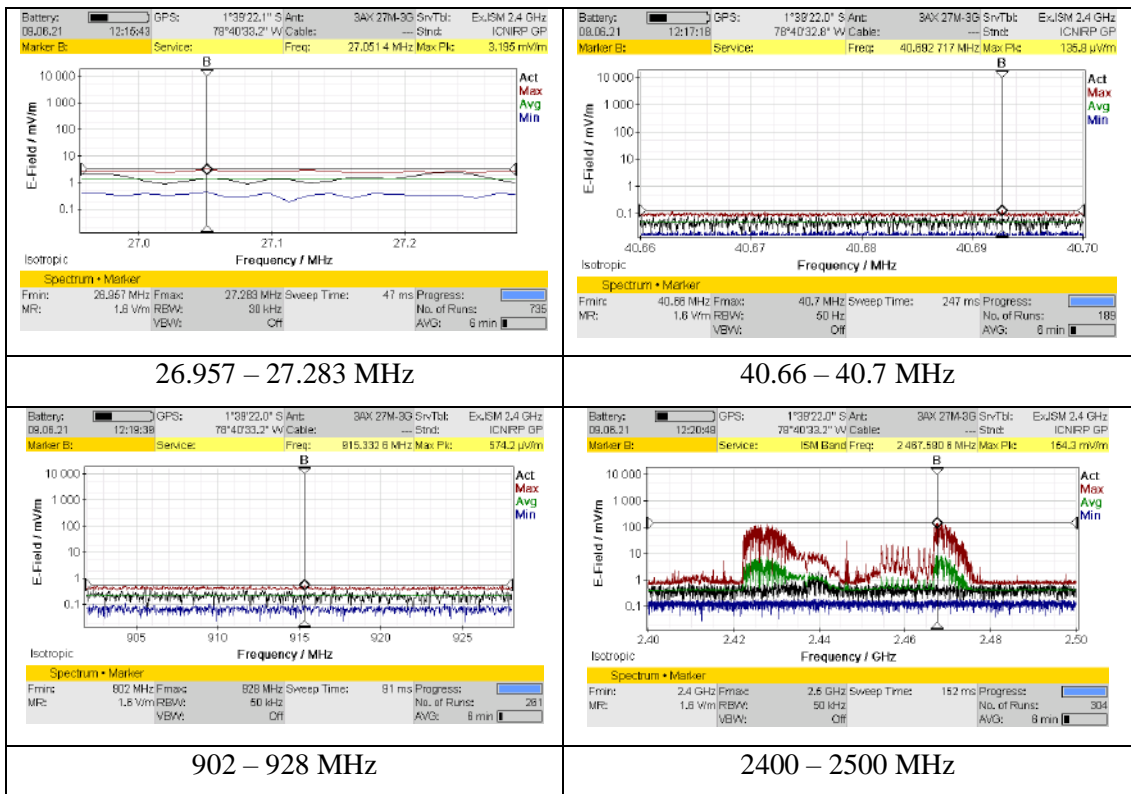 Battery: GPS: 1°39'22.1" S Ant: 3AX 27M-3G SrvTbl: Ex.ISM 2.4 GHz
09.06.21 12:15:43 78°40'33.2" W Cable: --- Stnd: ICNIRP GP
Marker B: Service: Freq: 27.051 4 MHz Max Pk: 3.195 mV/m
B
10 000
1 000
100
10
1
0.1
E-Field / mV/m
Act
Max
Avg
Min
27.0 27.1 27.2
Isotropic Frequency / MHz
Spectrum • Marker
Fmin: 26.957 MHz Fmax: 27.283 MHz Sweep Time: 47 ms Progress:
MR: 1.6 V/m RBW: 30 kHz No. of Runs: 735
VBW: Off AVG: 6 min
26.957 – 27.283 MHz
Battery: GPS: 1°39'22.0" S Ant: 3AX 27M-3G SrvTbl: Ex.ISM 2.4 GHz
09.06.21 12:17:18 78°40'32.8" W Cable: --- Stnd: ICNIRP GP
Marker B: Service: Freq: 40.692 717 MHz Max Pk: 135.8 µV/m
B
10 000
1 000
100
10
1
0.1
E-Field / mV/m
Act
Max
Avg
Min
40.66 40.67 40.68 40.69 40.70
Isotropic Frequency / MHz
Spectrum • Marker
Fmin: 40.66 MHz Fmax: 40.7 MHz Sweep Time: 247 ms Progress:
MR: 1.6 V/m RBW: 50 Hz No. of Runs: 189
VBW: Off AVG: 6 min
40.66 – 40.7 MHz
Battery: GPS: 1°39'22.0" S Ant: 3AX 27M-3G SrvTbl: Ex.ISM 2.4 GHz
09.06.21 12:19:39 78°40'33.2" W Cable: --- Stnd: ICNIRP GP
Marker B: Service: Freq: 915.332 6 MHz Max Pk: 574.2 µV/m
B
10 000
1 000
100
10
1
0.1
E-Field / mV/m
Act
Max
Avg
Min
905 910 915 920 925
Isotropic Frequency / MHz
Spectrum • Marker
Fmin: 902 MHz Fmax: 928 MHz Sweep Time: 91 ms Progress:
MR: 1.6 V/m RBW: 50 kHz No. of Runs: 281
VBW: Off AVG: 6 min
902 – 928 MHz
Battery: GPS: 1°39'22.0" S Ant: 3AX 27M-3G SrvTbl: Ex.ISM 2.4 GHz
09.06.21 12:20:49 78°40'33.2" W Cable: --- Stnd: ICNIRP GP
Marker B: Service: ISM Band Freq: 2 467.590 6 MHz Max Pk: 164.3 mV/m
B
10 000
1 000
100
10
1
0.1
E-Field / mV/m
Act
Max
Avg
Min
2.40 2.42 2.44 2.46 2.48 2.50
Isotropic Frequency / GHz
Spectrum • Marker
Fmin: 2.4 GHz Fmax: 2.5 GHz Sweep Time: 152 ms Progress:
MR: 1.6 V/m RBW: 50 kHz No. of Runs: 304
VBW: Off AVG: 6 min
2400 – 2500 MHz